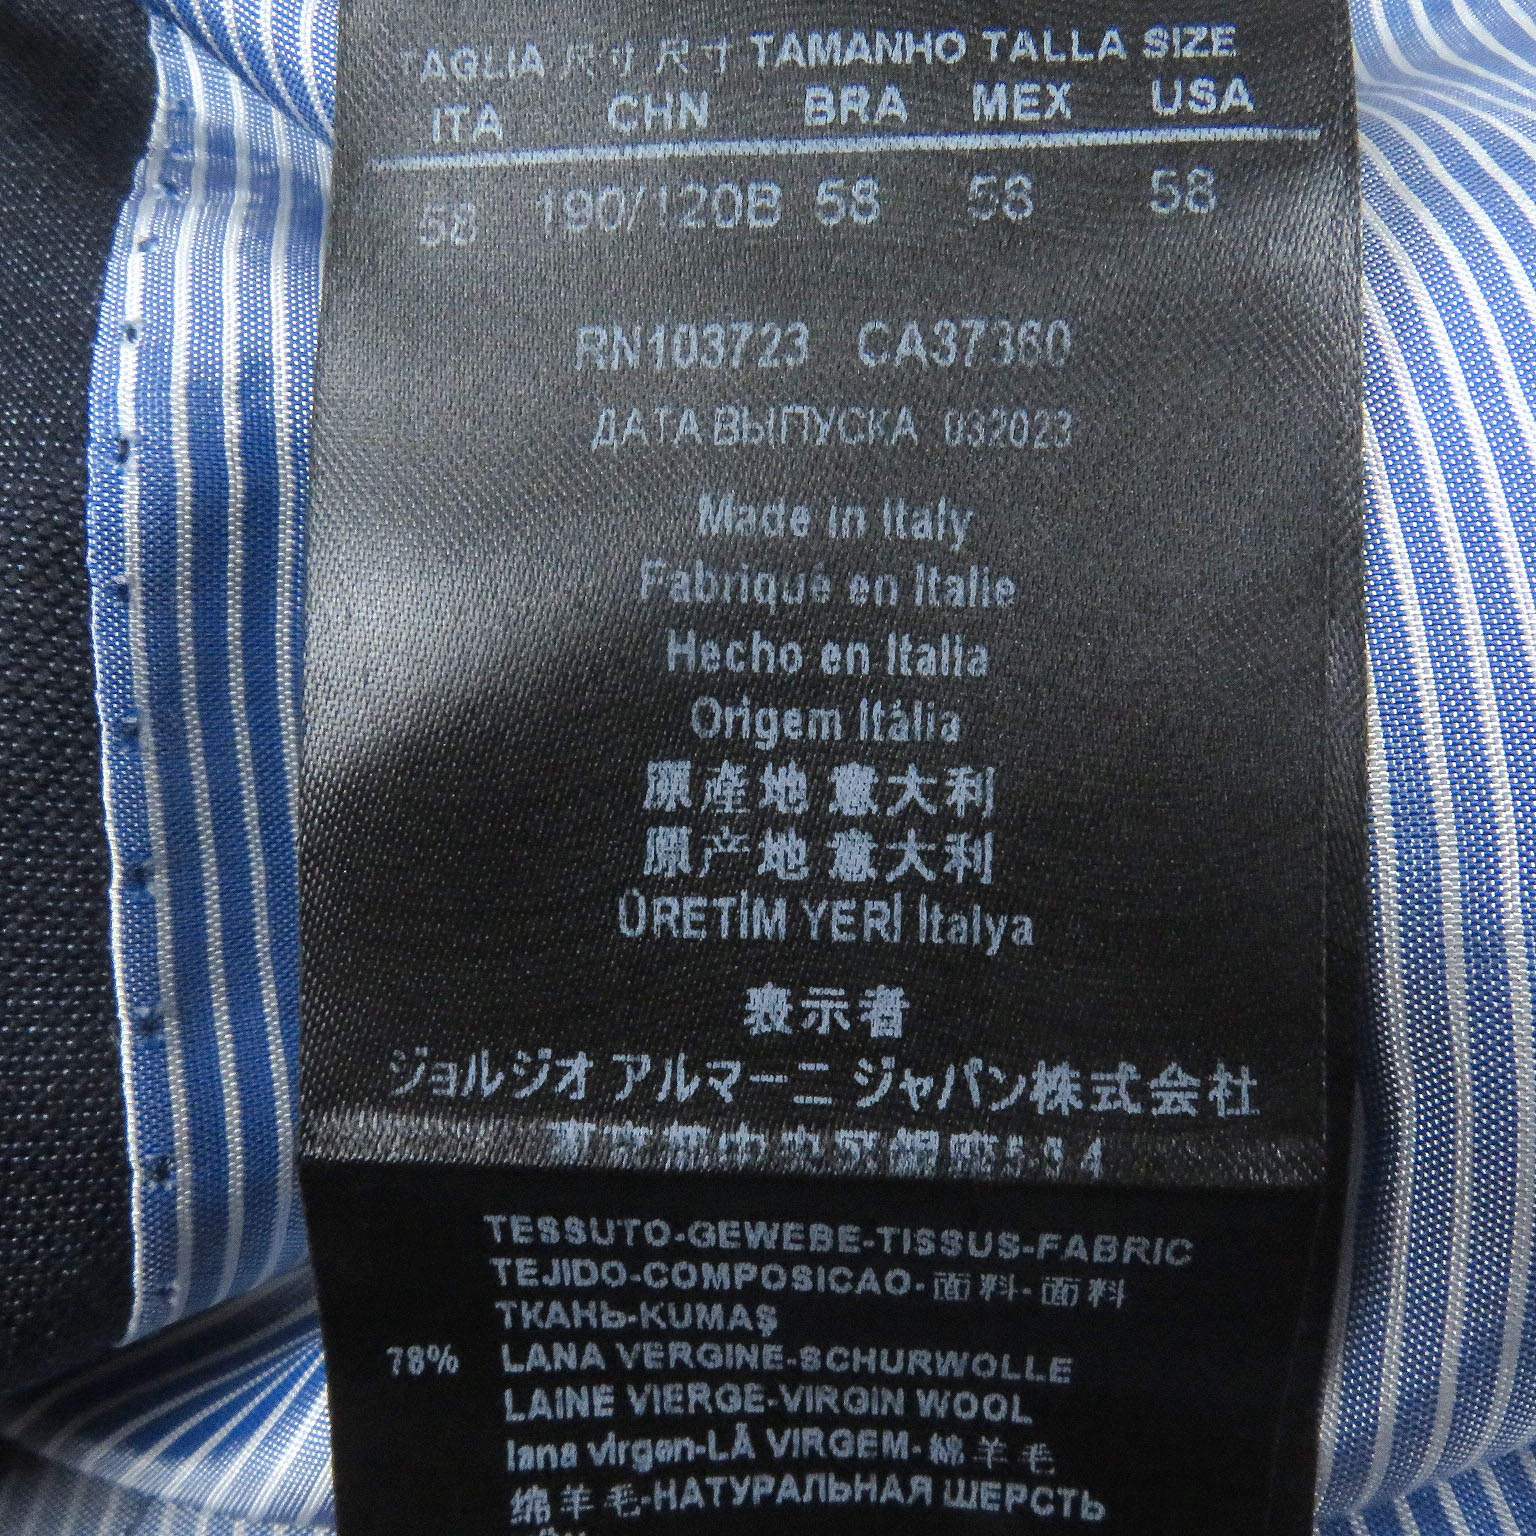 TAGLIA 尺寸 尺寸 TAMANHO TALLA SIZE
ITA CHN BRA MEX USA
58 190/120B 58 58 58
RN103723 CA37360
ДАТА ВЫПУСКА 032023
Made in Italy
Fabriqué en Italie
Hecho en Italia
Origem Itália
原産地 意大利
原产地 意大利
ÜRETİM YERİ İtalya
表示者
ジョルジオ アルマーニ ジャパン株式会社
5-5-4
TESSUTO-GEWEBE-TISSUS-FABRIC
TEJIDO-COMPOSICAO-面料-面料
ТКАНЬ-KUMAŞ
78% LANA VERGINE-SCHURWOLLE
LAINE VIERGE-VIRGIN WOOL
lana virgen-LÃ VIRGEM-綿羊毛
绵羊毛-НАТУРАЛЬНАЯ ШЕРСТЬ